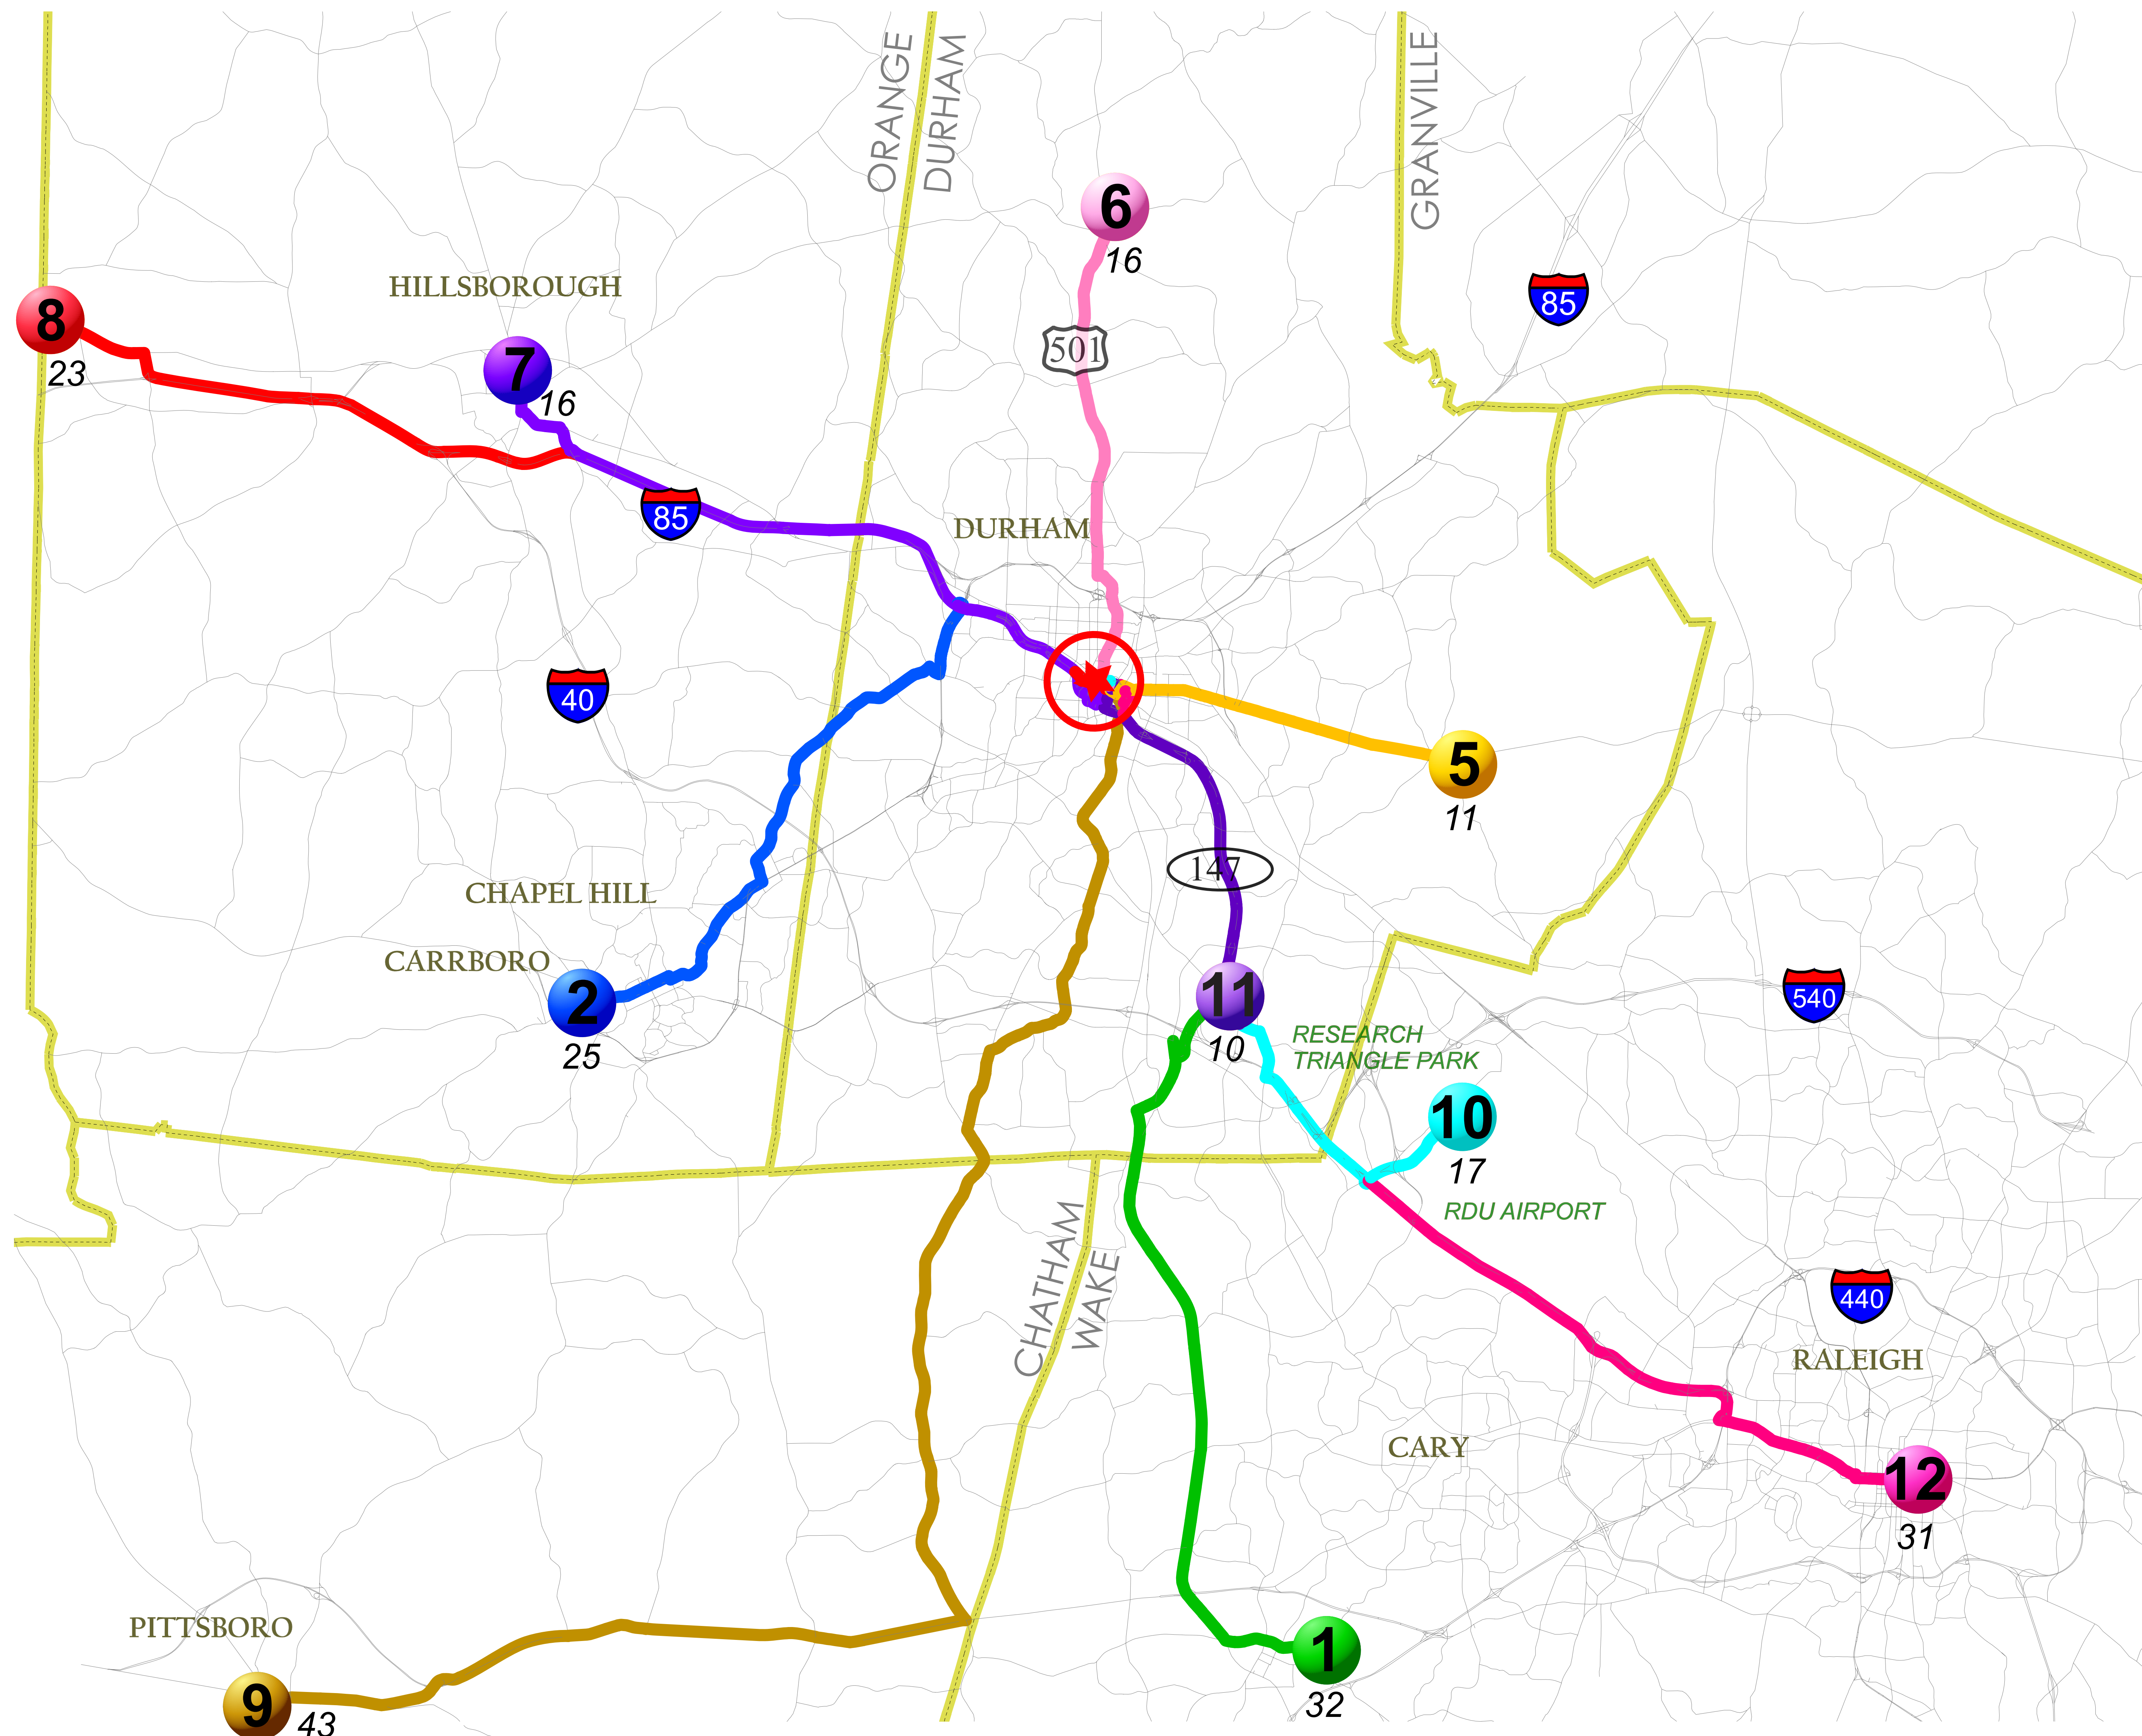 ORANGE
DURHAM
GRANVILLE
6
16
HILLSBOROUGH
85
8
23
501
7
16
85
DURHAM
40
5
11
147
CHAPEL HILL
CARRBORO
2
25
11
10
RESEARCH
TRIANGLE PARK
540
10
17
RDU AIRPORT
CHATHAM
WAKE
440
RALEIGH
CARY
12
31
PITTSBORO
1
32
9
43